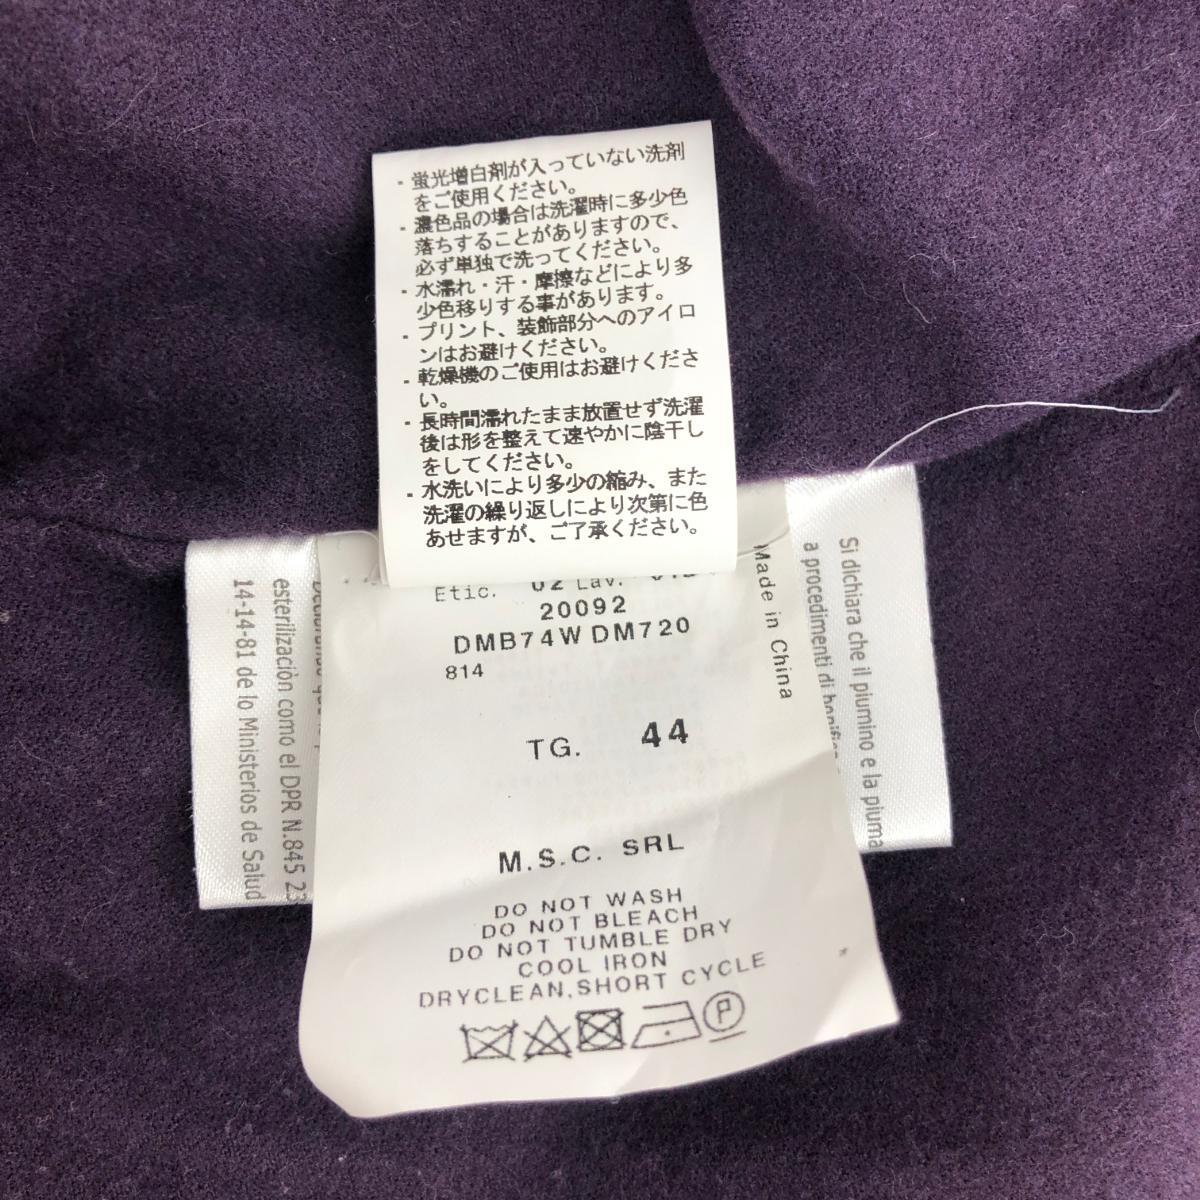 - 蛍光増白剤が入っていない洗剤
をご使用ください。
- 濃色品の場合は洗濯時に多少色
落ちすることがありますので、
必ず単独で洗ってください。
- 水濡れ・汗・摩擦などにより多
少色移りする事があります。
- プリント、装飾部分へのアイロ
ンはお避けください。
- 乾燥機のご使用はお避けくださ
い。
- 長時間濡れたまま放置せず洗濯
後は形を整えて速やかに陰干し
をしてください。
- 水洗いにより多少の縮み、また
洗濯の繰り返しにより次第に色
あせますが、ご了承ください。
Etic. 02 Lav.
20092
DMB74W DM720
814
TG. 44
M.S.C. SRL
DO NOT WASH
DO NOT BLEACH
DO NOT TUMBLE DRY
COOL IRON
DRYCLEAN,SHORT CYCLE
P
Made in China
Si dichiara che il piumino e la piuma
a procedimenti di
esterilización como el DPR N.845 23
14-14-81 de lo Ministerios de Salud